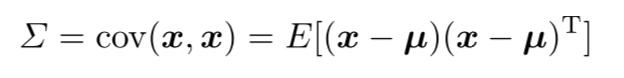 Σ = cov(x, x) = E[(x − μ)(x − μ)ᵀ]